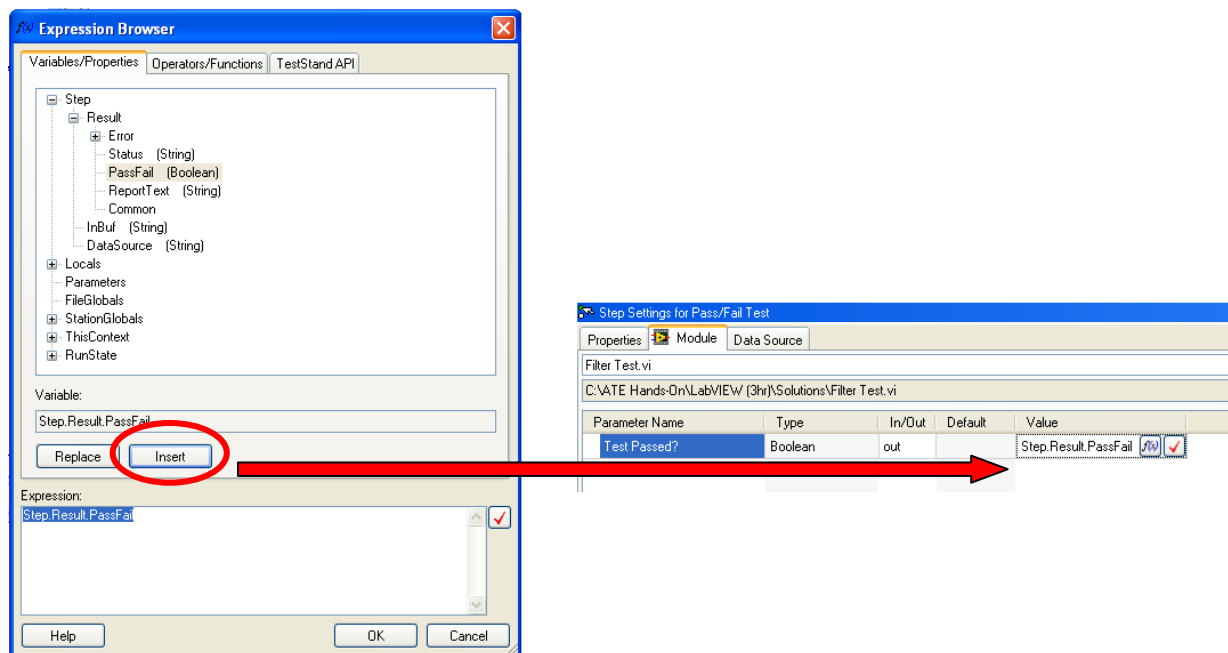 Expression Browser
Variables/Properties Operators/Functions TestStand API
Step
Result
Error
Status (String)
PassFail (Boolean)
ReportText (String)
Common
InBuf (String)
DataSource (String)
Locals
Parameters
FileGlobals
StationGlobals
ThisContext
RunState
Variable:
Step.Result.PassFail
Replace Insert
Expression:
Step.Result.PassFail
Help OK Cancel
Step Settings for Pass/Fail Test
Properties Module Data Source
Filter Test.vi
C:\ATE Hands-On\LabVIEW (3hr)\Solutions\Filter Test.vi
Parameter Name Type In/Out Default Value
Test Passed? Boolean out Step.Result.PassFail f(x)